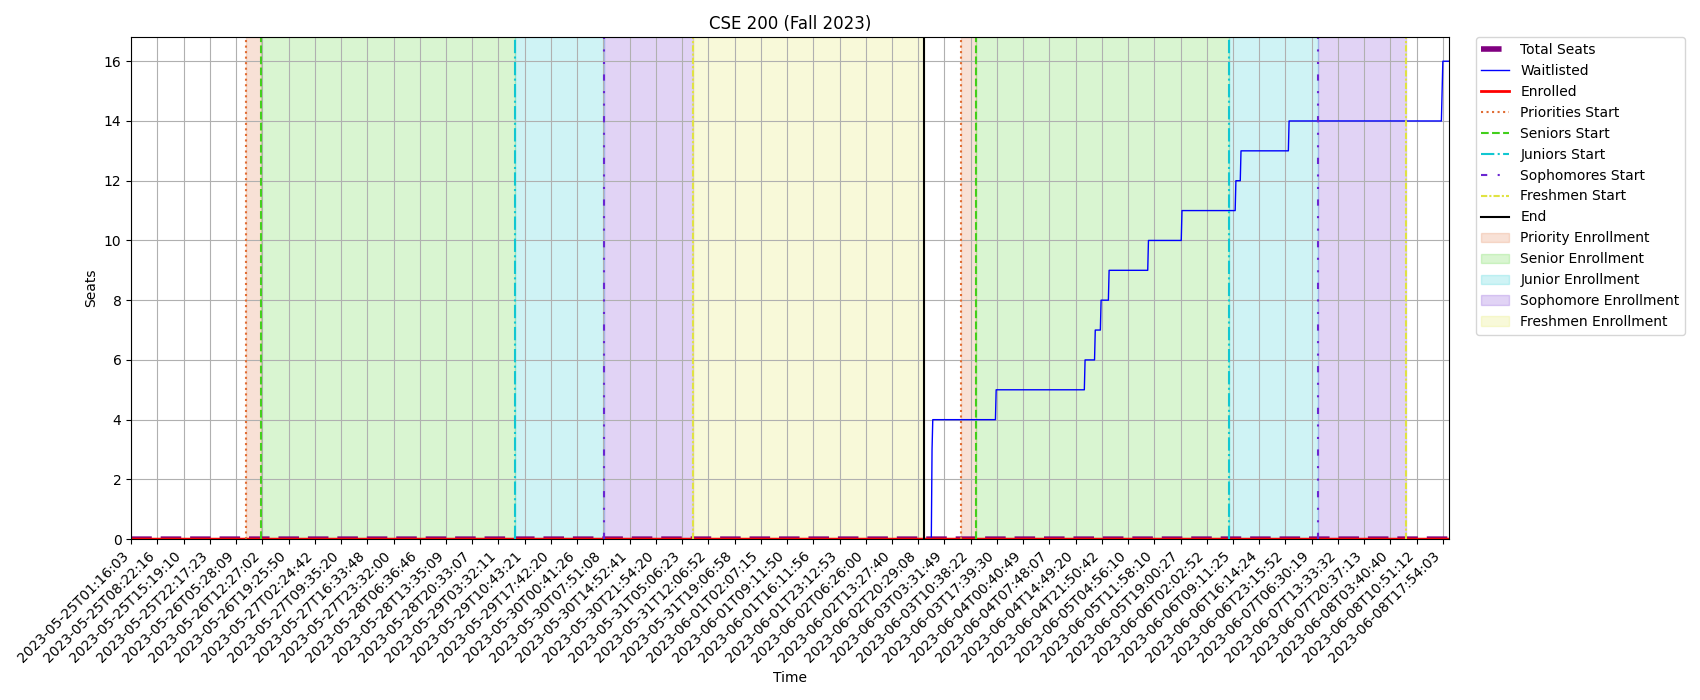 CSE 200 (Fall 2023)
Seats
16
14
12
10
8
6
4
2
0
2023-05-25T01:16:03
2023-05-25T08:22:16
2023-05-25T15:19:10
2023-05-25T22:17:23
2023-05-26T05:28:09
2023-05-26T12:27:02
2023-05-26T19:25:50
2023-05-27T02:24:42
2023-05-27T09:35:20
2023-05-27T16:33:48
2023-05-27T23:32:00
2023-05-28T06:36:46
2023-05-28T13:35:09
2023-05-28T20:33:07
2023-05-29T03:32:11
2023-05-29T10:43:21
2023-05-29T17:42:20
2023-05-30T00:41:26
2023-05-30T07:51:08
2023-05-30T14:52:41
2023-05-30T21:54:20
2023-05-31T05:06:23
2023-05-31T12:06:52
2023-05-31T19:06:58
2023-06-01T02:07:15
2023-06-01T09:11:50
2023-06-01T16:11:56
2023-06-01T23:12:53
2023-06-02T06:26:00
2023-06-02T13:27:40
2023-06-02T20:29:08
2023-06-03T03:31:49
2023-06-03T10:38:22
2023-06-03T17:39:30
2023-06-04T00:40:49
2023-06-04T07:48:07
2023-06-04T14:49:20
2023-06-04T21:50:42
2023-06-05T04:56:10
2023-06-05T11:58:10
2023-06-05T19:00:27
2023-06-06T02:02:52
2023-06-06T09:11:25
2023-06-06T16:14:24
2023-06-06T23:15:52
2023-06-07T06:30:19
2023-06-07T13:33:32
2023-06-07T20:37:13
2023-06-08T03:40:40
2023-06-08T10:51:12
2023-06-08T17:54:03
Time
Total Seats
Waitlisted
Enrolled
Priorities Start
Seniors Start
Juniors Start
Sophomores Start
Freshmen Start
End
Priority Enrollment
Senior Enrollment
Junior Enrollment
Sophomore Enrollment
Freshmen Enrollment